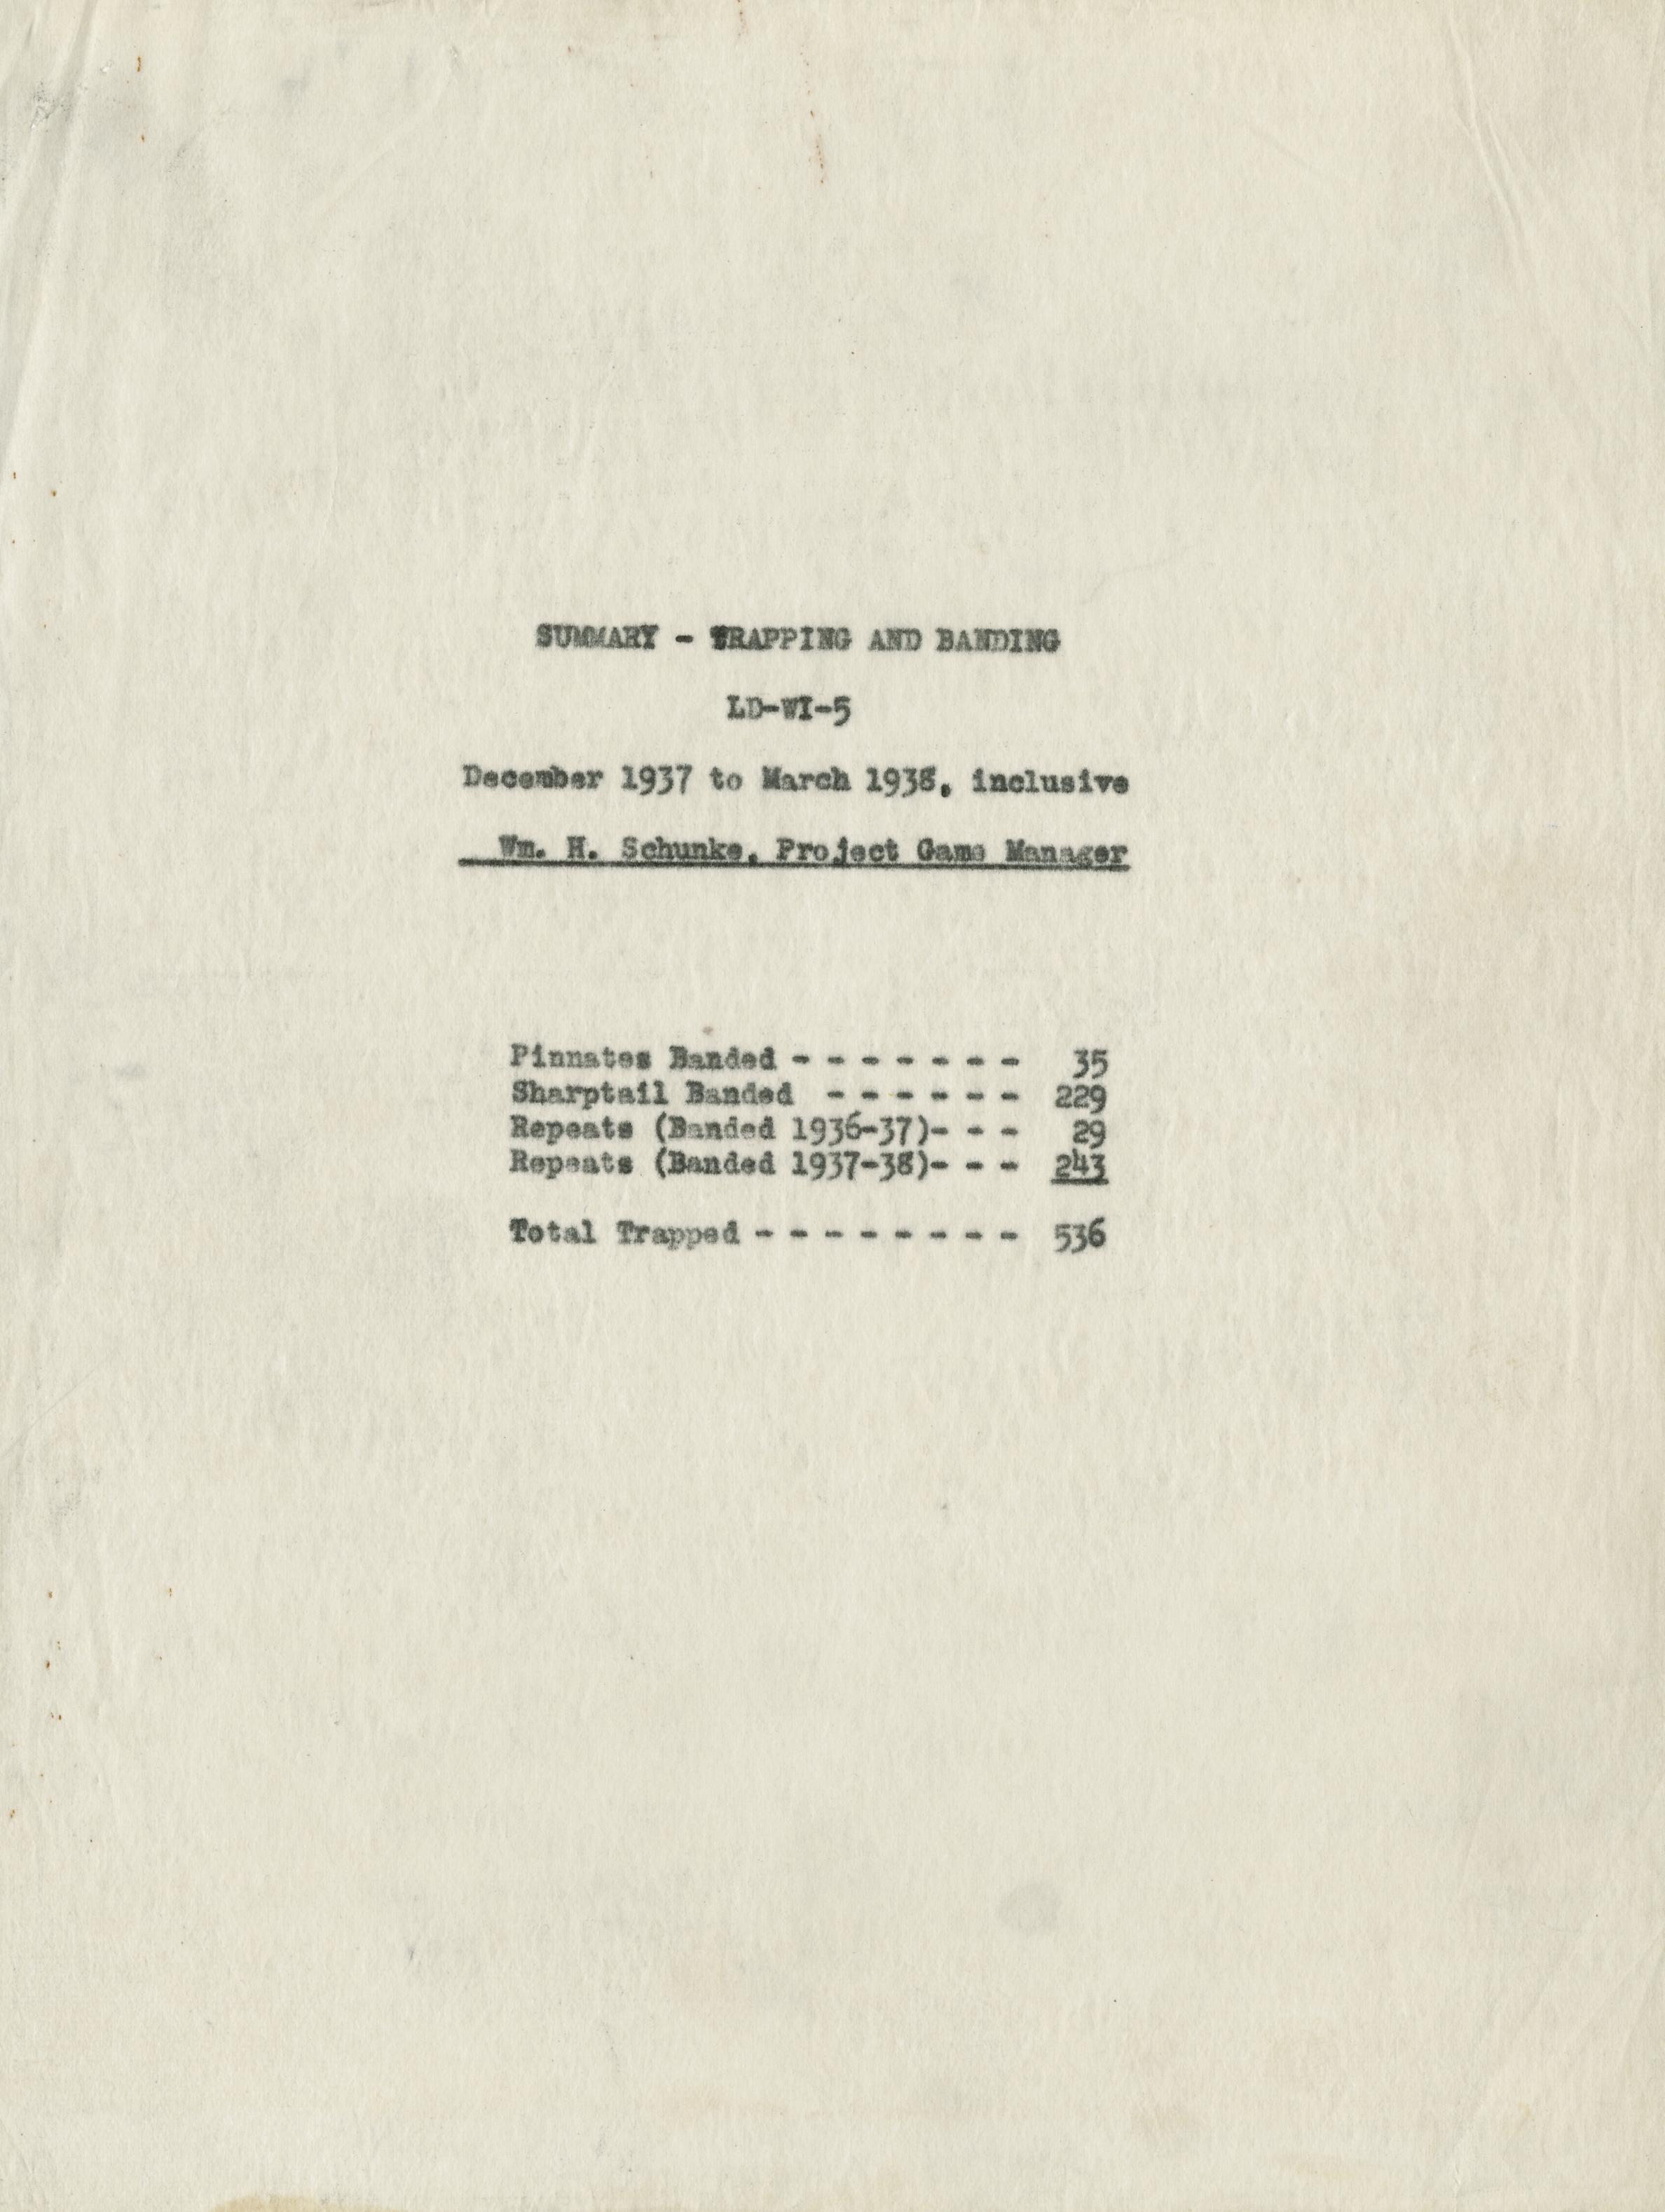 SUMMARY - TRAPPING AND BANDING
LD-WI-5
December 1937 to March 1938, inclusive
Wm. H. Schunke, Project Game Manager
Pinnates Banded - - - - - - - 35
Sharptail Banded - - - - - - 229
Repeats (Banded 1936-37)- - - 29
Repeats (Banded 1937-38)- - - 243
Total Trapped - - - - - - - - 536